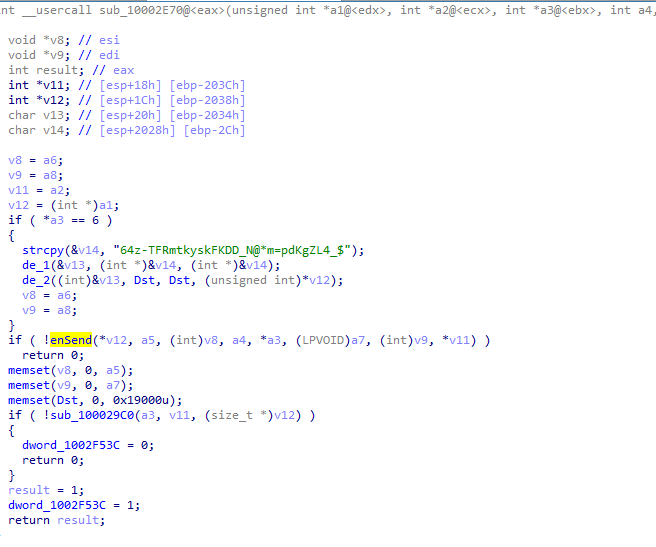 int __usercall sub_10002E70@<eax>(unsigned int *a1@<edx>, int *a2@<ecx>, int *a3@<ebx>, int a4,
void *v8; // esi
void *v9; // edi
int result; // eax
int *v11; // [esp+18h] [ebp-203Ch]
int *v12; // [esp+1Ch] [ebp-2038h]
char v13; // [esp+20h] [ebp-2034h]
char v14; // [esp+2028h] [ebp-2Ch]
v8 = a6;
v9 = a8;
v11 = a2;
v12 = (int *)a1;
if ( *a3 == 6 )
{
strcpy(&v14, "64z-TFRmtkyskFKDD_N@*m=pdKgZL4_$");
de_1(&v13, (int *)&v14, (int *)&v14);
de_2((int)&v13, Dst, Dst, (unsigned int)*v12);
v8 = a6;
v9 = a8;
}
if ( !enSend(*v12, a5, (int)v8, a4, *a3, (LPVOID)a7, (int)v9, *v11) )
return 0;
memset(v8, 0, a5);
memset(v9, 0, a7);
memset(Dst, 0, 0x19000u);
if ( !sub_100029C0(a3, v11, (size_t *)v12) )
{
dword_1002F53C = 0;
return 0;
}
result = 1;
dword_1002F53C = 1;
return result;